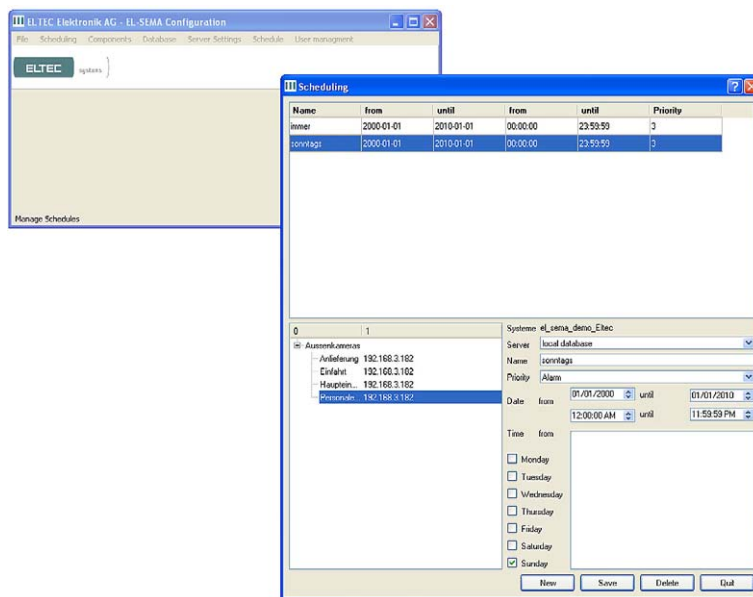 ELTEC Elektronik AG - EL-SEMA Configuration
File Scheduling Components Database Server Settings Schedule User managment
ELTEC systems
Manage Schedules
Scheduling
Name from until from until Priority
immer 2000-01-01 2010-01-01 00:00:00 23:59:59 3
sonntags 2000-01-01 2010-01-01 00:00:00 23:59:59 3
0 1
Aussenkameras
Anlieferung 192.168.3.182
Einfahrt 192.168.3.182
Hauptein... 192.168.3.182
Personale... 192.168.3.182
Systeme el_sema_demo_Eltec
Server local database
Name sonntags
Priority Alarm
Date from 01/01/2000 until 01/01/2010
12:00:00 AM until 11:59:59 PM
Time from
Monday
Tuesday
Wednesday
Thursday
Friday
Saturday
Sunday
New Save Delete Quit